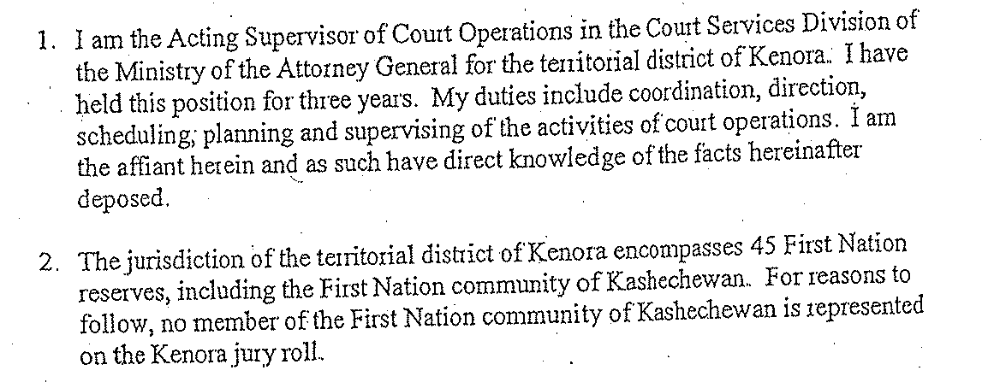 1. I am the Acting Supervisor of Court Operations in the Court Services Division of
the Ministry of the Attorney General for the territorial district of Kenora. I have
held this position for three years. My duties include coordination, direction,
scheduling, planning and supervising of the activities of court operations. I am
the affiant herein and as such have direct knowledge of the facts hereinafter
deposed.
2. The jurisdiction of the territorial district of Kenora encompasses 45 First Nation
reserves, including the First Nation community of Kashechewan. For reasons to
follow, no member of the First Nation community of Kashechewan is represented
on the Kenora jury roll.